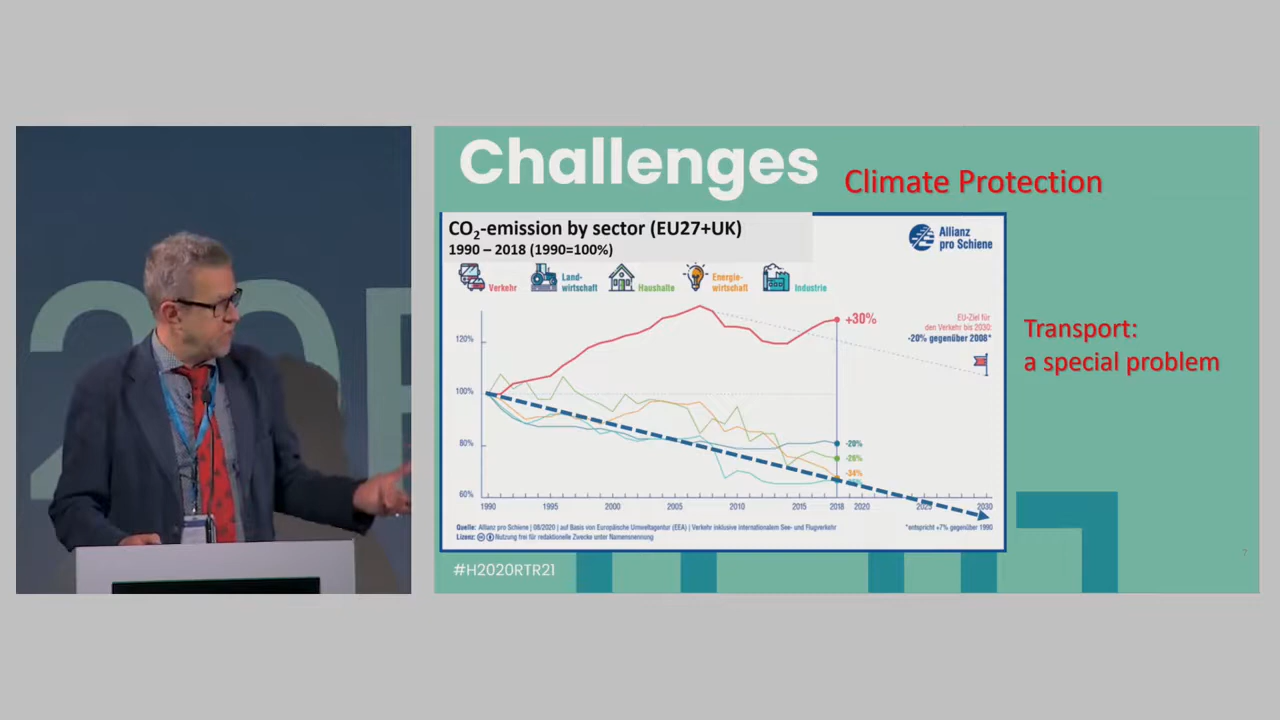 Challenges
Climate Protection
CO₂-emission by sector (EU27+UK)
1990 – 2018 (1990=100%)
Allianz
pro Schiene
Verkehr
Land-
wirtschaft
Haushalte
Energie-
wirtschaft
Industrie
120%
100%
80%
60%
+30%
-20%
-26%
-34%
EU-Ziel für
den Verkehr bis 2030:
-20% gegenüber 2008*
Transport:
a special problem
1990
1995
2000
2005
2010
2015
2018
2020
2025
2030
Quelle: Allianz pro Schiene | 08/2020 | auf Basis von Europäische Umweltagentur (EEA) | Verkehr inklusive internationalem See- und Flugverkehr
Lizenz: Nutzung frei für redaktionelle Zwecke unter Namensnennung
*entspricht +7% gegenüber 1990
#H2020RTR21
7